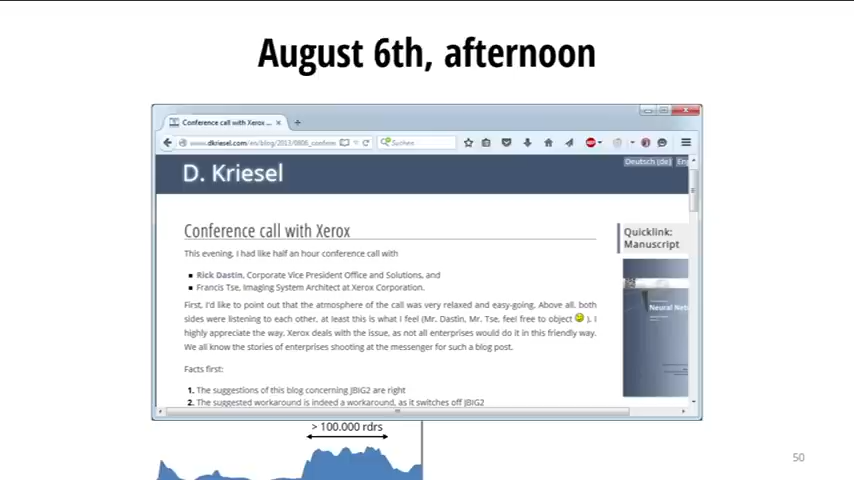 August 6th, afternoon
Conference call with Xerox ...
www.dkriesel.com/en/blog/2013/0806_conferen
Suchen
Deutsch (de)
D. Kriesel
Conference call with Xerox
This evening, I had like half an hour conference call with
Rick Dastin, Corporate Vice President Office and Solutions, and
Francis Tse, Imaging System Architect at Xerox Corporation.
First, I'd like to point out that the atmosphere of the call was very relaxed and easy-going. Above all, both
sides were listening to each other, at least this is what I feel (Mr. Dastin, Mr. Tse, feel free to object ). I
highly appreciate the way, Xerox deals with the issue, as not all enterprises would do it in this friendly way.
We all know the stories of enterprises shooting at the messenger for such a blog post.
Facts first:
1. The suggestions of this blog concerning JBIG2 are right
2. The suggested workaround is indeed a workaround, as it switches off JBIG2
Quicklink:
Manuscript
Neural Net
> 100.000 rdrs
50